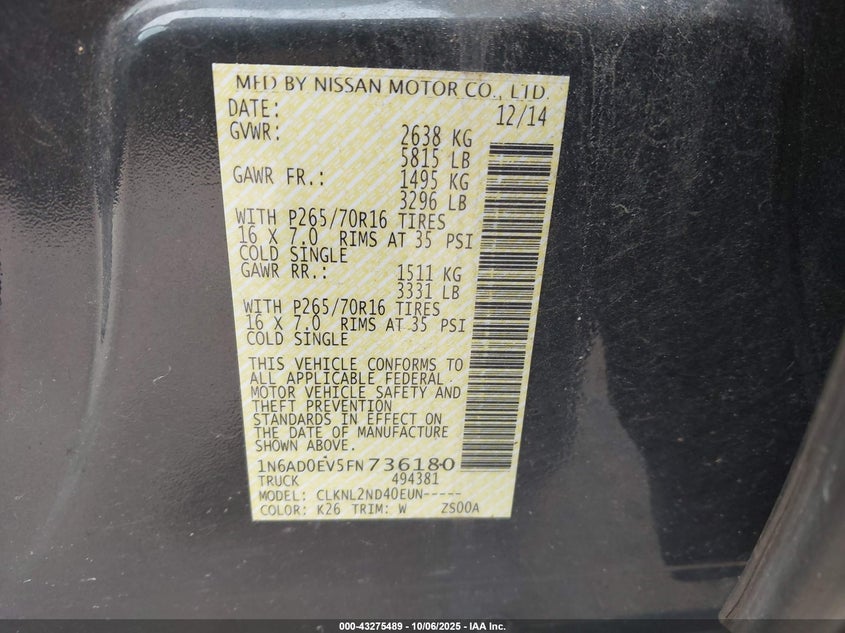 MFD BY NISSAN MOTOR CO., LTD.
DATE: 12/14
GVWR: 2638 KG
5815 LB
GAWR FR.: 1495 KG
3296 LB
WITH P265/70R16 TIRES
16 X 7.0 RIMS AT 35 PSI
COLD SINGLE
GAWR RR.: 1511 KG
3331 LB
WITH P265/70R16 TIRES
16 X 7.0 RIMS AT 35 PSI
COLD SINGLE
THIS VEHICLE CONFORMS TO
ALL APPLICABLE FEDERAL
MOTOR VEHICLE SAFETY AND
THEFT PREVENTION
STANDARDS IN EFFECT ON
THE DATE OF MANUFACTURE
SHOWN ABOVE.
1N6AD0EV5FN736180
TRUCK 494381
MODEL: CLKNL2ND40EUN-----
COLOR: K26 TRIM: W ZS00A
000-43275489 - 10/06/2025 - IAA Inc.